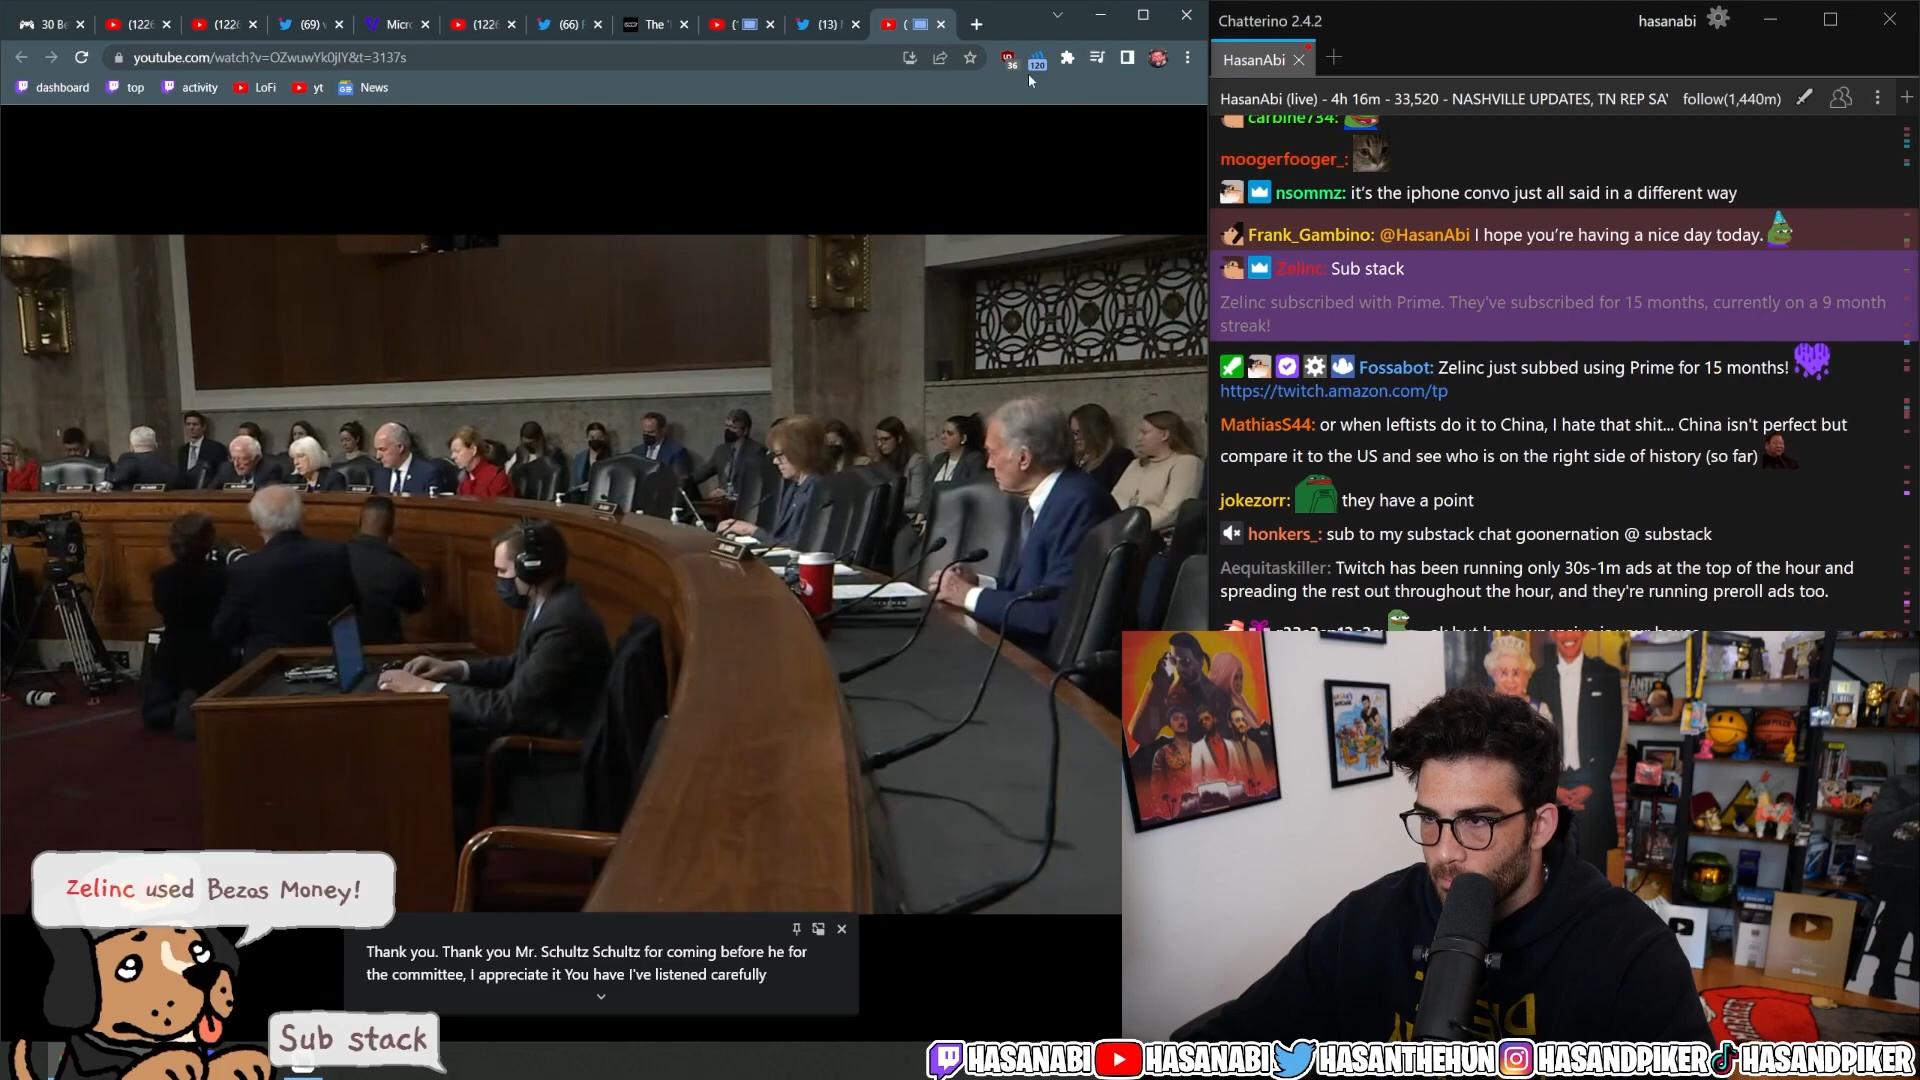 30 Be
(122
(1226
(69)
Micro
(1226
(66)
The '
(
(13)
(
youtube.com/watch?v=OZwuwYk0jIY&t=3137s
36
120
dashboard
top
activity
LoFi
yt
News
Chatterino 2.4.2
hasanabi
HasanAbi
HasanAbi (live) - 4h 16m - 33,520 - NASHVILLE UPDATES, TN REP SA
follow(1,440m)
carbine734:
moogerfooger_:
nsommz: it's the iphone convo just all said in a different way
Frank_Gambino: @HasanAbi I hope you're having a nice day today.
Zelinc: Sub stack
Zelinc subscribed with Prime. They've subscribed for 15 months, currently on a 9 month
streak!
Fossabot: Zelinc just subbed using Prime for 15 months!
https://twitch.amazon.com/tp
MathiasS44: or when leftists do it to China, I hate that shit... China isn't perfect but
compare it to the US and see who is on the right side of history (so far)
jokezorr: they have a point
honkers_: sub to my substack chat goonernation @ substack
Aequitaskiller: Twitch has been running only 30s-1m ads at the top of the hour and
spreading the rest out throughout the hour, and they're running preroll ads too.
Zelinc used Bezos Money!
Thank you. Thank you Mr. Schultz Schultz for coming before he for
the committee, I appreciate it You have I've listened carefully
Sub stack
HASANABI
HASANABI
HASANTHEHUN
HASANDPIKER
HASANDPIKER